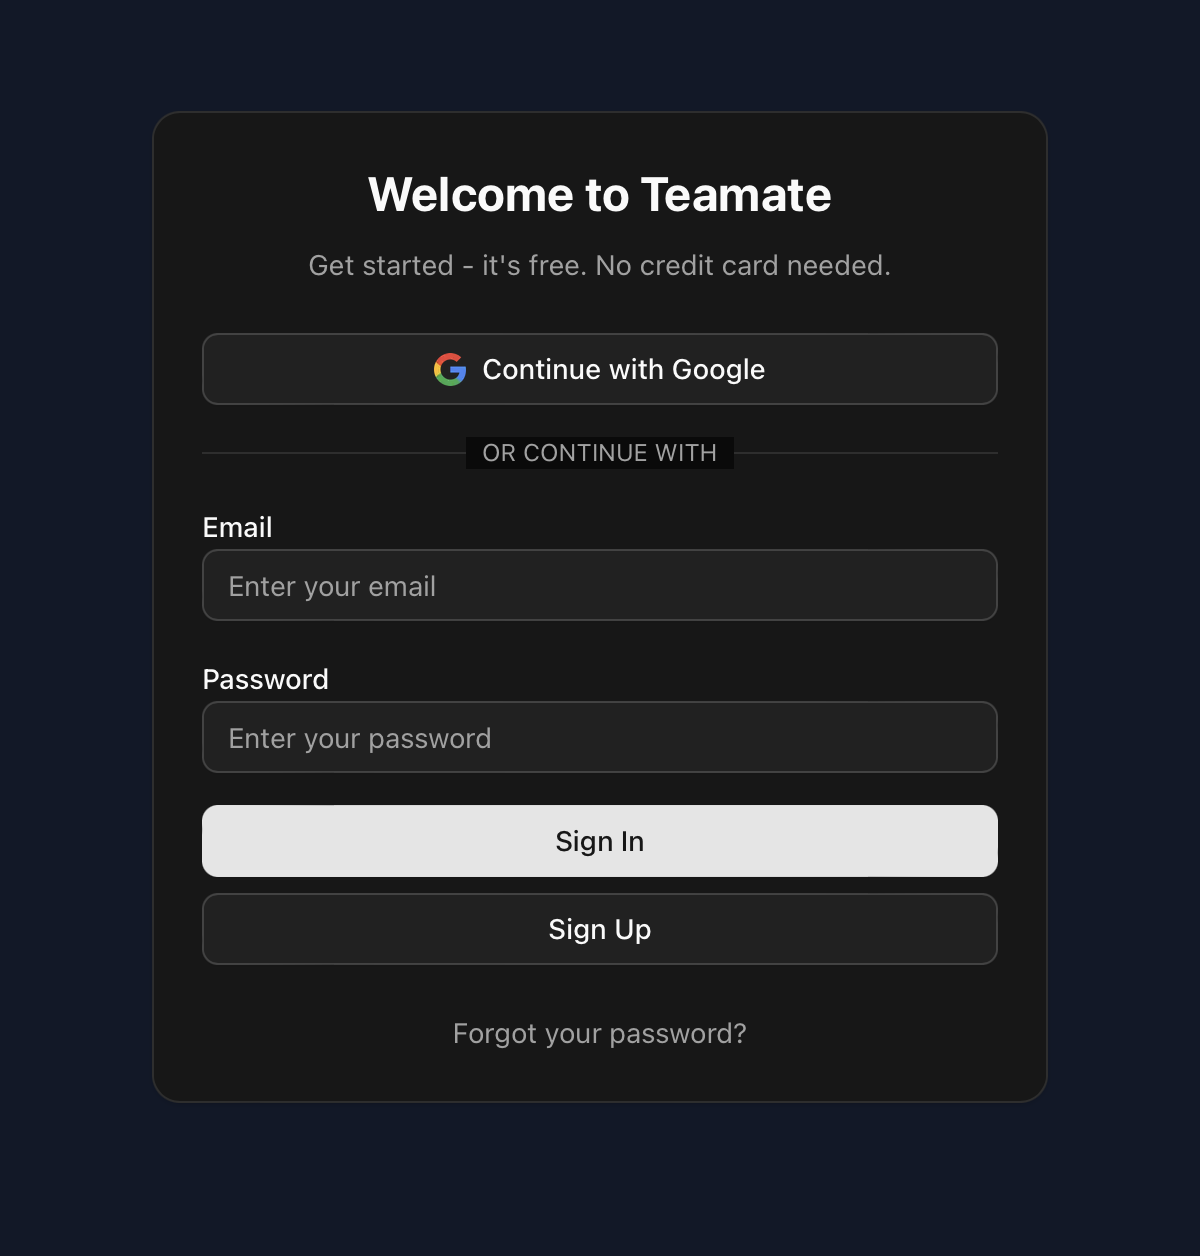 Welcome to Teamate
Get started - it's free. No credit card needed.
Continue with Google
OR CONTINUE WITH
Email
Enter your email
Password
Enter your password
Sign In
Sign Up
Forgot your password?